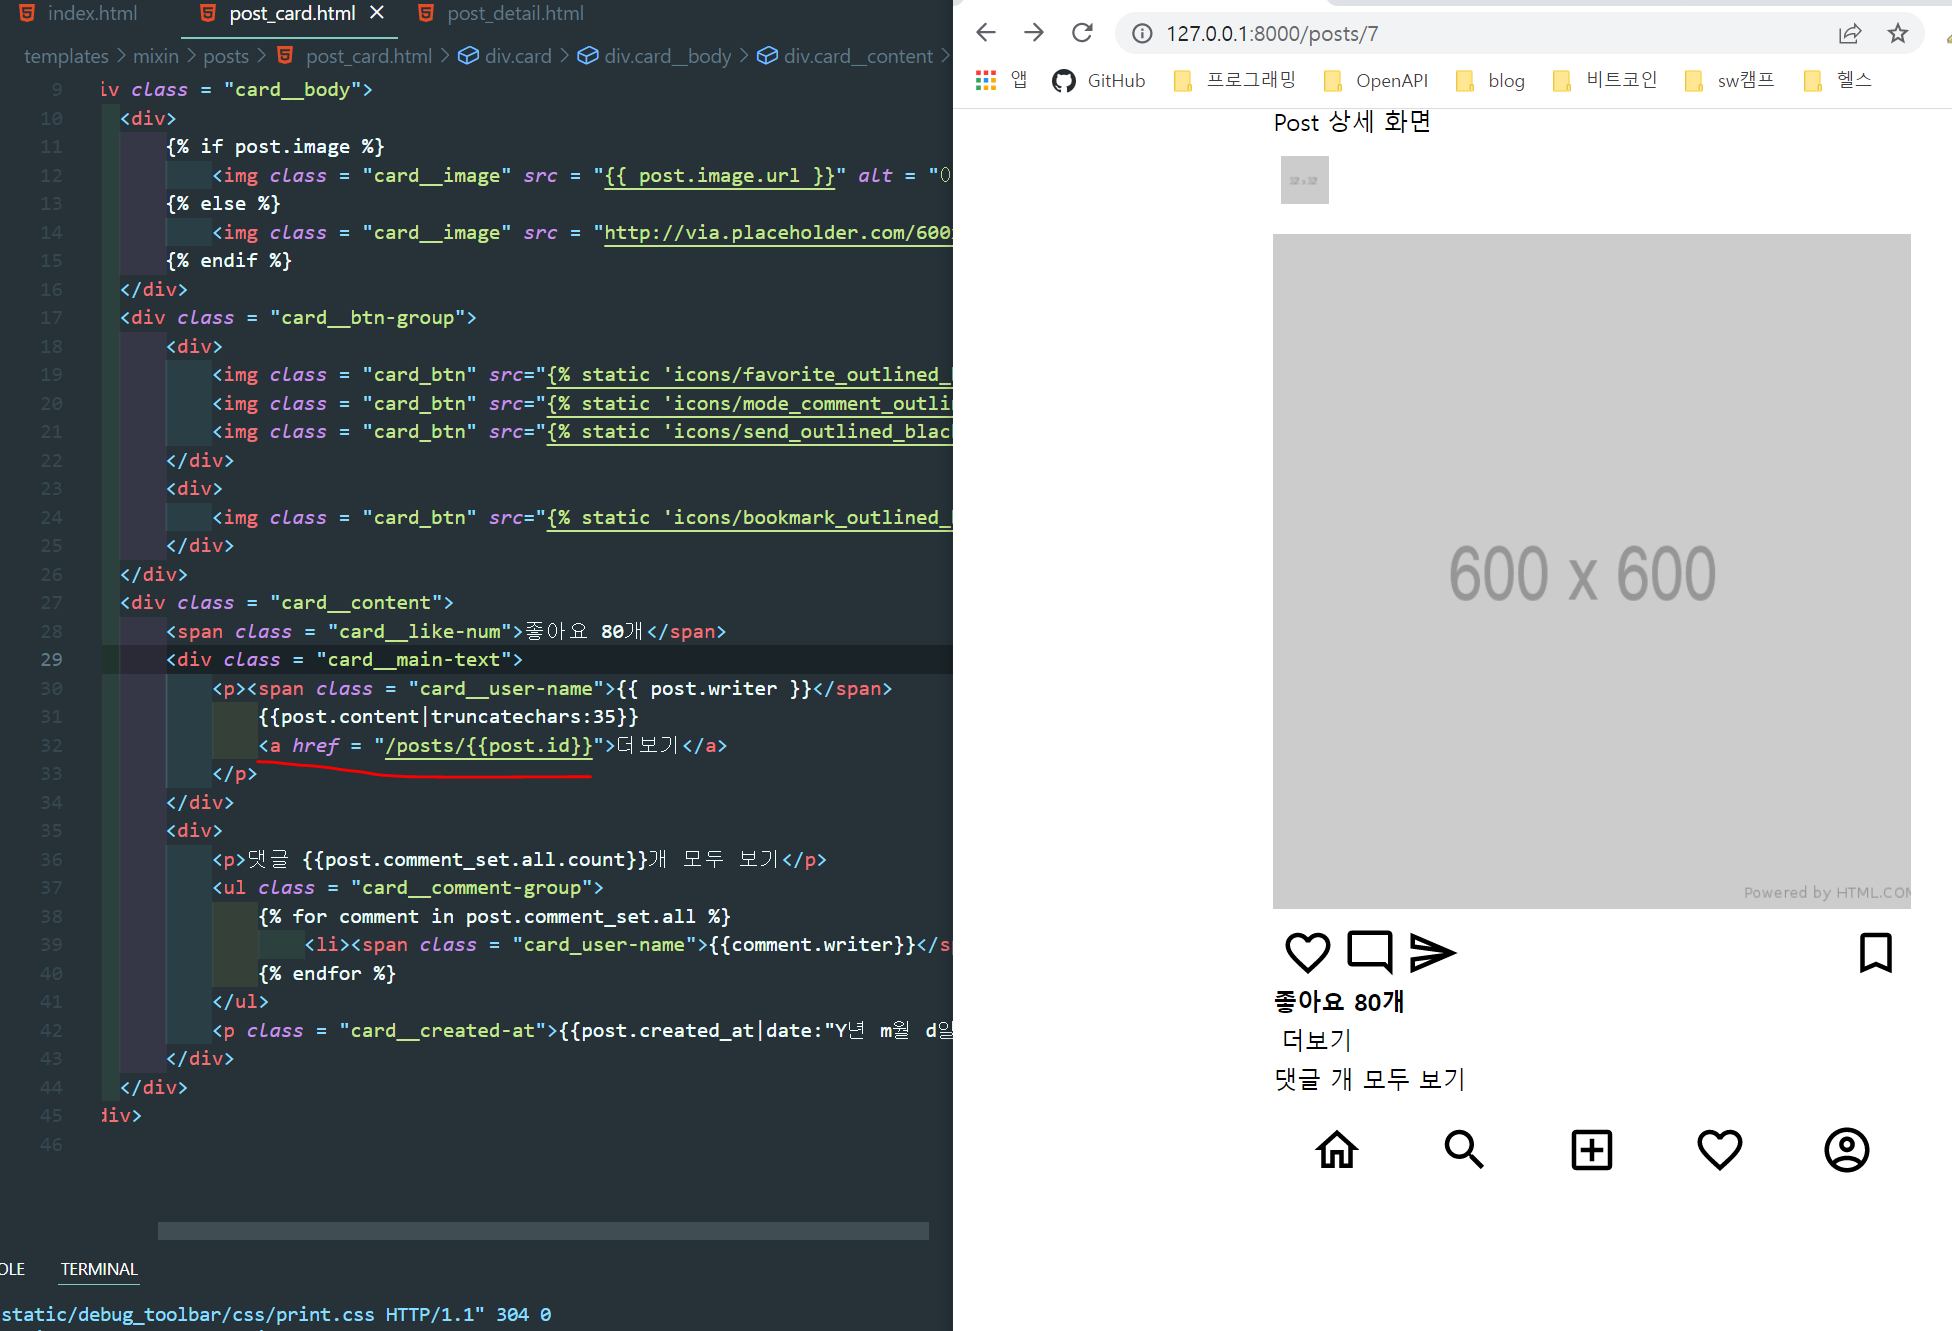 index.html
post_card.html
post_detail.html
templates > mixin > posts > post_card.html > div.card > div.card__body > div.card__content >
9 iv class = "card__body">
10 <div>
11 {% if post.image %}
12 <img class = "card__image" src = "{{ post.image.url }}" alt = "이
13 {% else %}
14 <img class = "card__image" src = "http://via.placeholder.com/600
15 {% endif %}
16 </div>
17 <div class = "card__btn-group">
18 <div>
19 <img class = "card_btn" src="{% static 'icons/favorite_outlined_
20 <img class = "card_btn" src="{% static 'icons/mode_comment_outli
21 <img class = "card_btn" src="{% static 'icons/send_outlined_blac
22 </div>
23 <div>
24 <img class = "card_btn" src="{% static 'icons/bookmark_outlined_
25 </div>
26 </div>
27 <div class = "card__content">
28 <span class = "card__like-num">좋아요 80개</span>
29 <div class = "card__main-text">
30 <p><span class = "card__user-name">{{ post.writer }}</span>
31 {{post.content|truncatechars:35}}
32 <a href = "/posts/{{post.id}}">더보기</a>
33 </p>
34 </div>
35 <div>
36 <p>댓글 {{post.comment_set.all.count}}개 모두 보기</p>
37 <ul class = "card__comment-group">
38 {% for comment in post.comment_set.all %}
39 <li><span class = "card_user-name">{{comment.writer}}</s
40 {% endfor %}
41 </ul>
42 <p class = "card__created-at">{{post.created_at|date:"Y년 m월 d일
43 </div>
44 </div>
45 div>
46
OLE TERMINAL
static/debug_toolbar/css/print.css HTTP/1.1" 304 0
127.0.0.1:8000/posts/7
앱 GitHub 프로그래밍 OpenAPI blog 비트코인 sw캠프 헬스
Post 상세 화면
32 x 32
600 x 600
Powered by HTML.COM
좋아요 80개
더보기
댓글 개 모두 보기